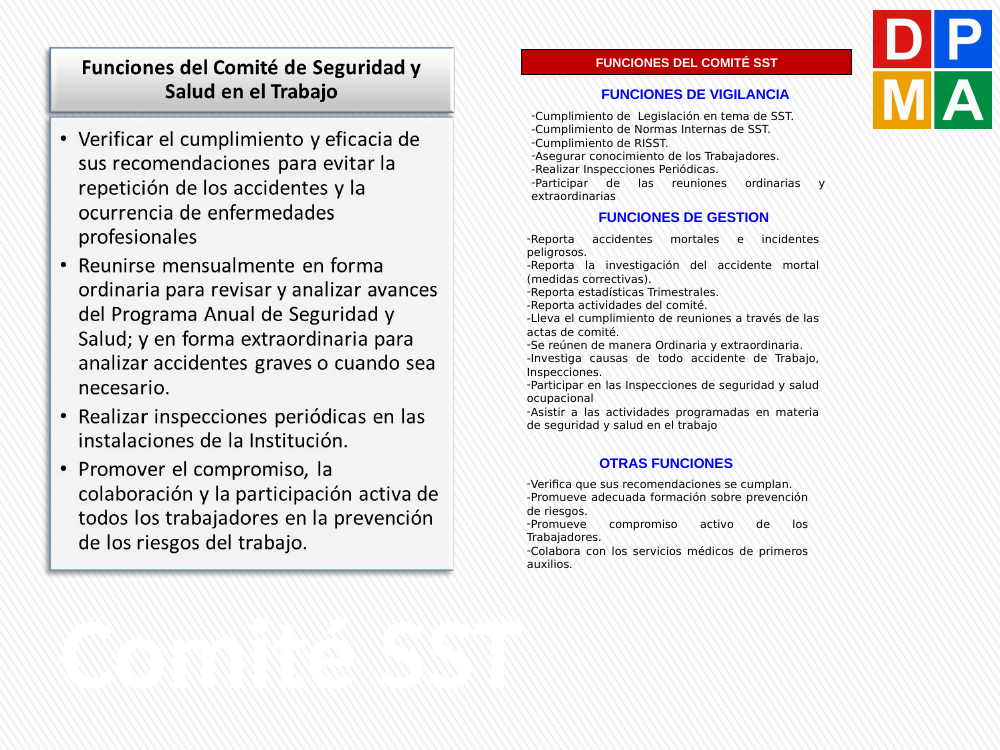 Funciones del Comité de Seguridad y
Salud en el Trabajo
• Verificar el cumplimiento y eficacia de
sus recomendaciones para evitar la
repetición de los accidentes y la
ocurrencia de enfermedades
profesionales
• Reunirse mensualmente en forma
ordinaria para revisar y analizar avances
del Programa Anual de Seguridad y
Salud; y en forma extraordinaria para
analizar accidentes graves o cuando sea
necesario.
• Realizar inspecciones periódicas en las
instalaciones de la Institución.
• Promover el compromiso, la
colaboración y la participación activa de
todos los trabajadores en la prevención
de los riesgos del trabajo.
FUNCIONES DEL COMITÉ SST
FUNCIONES DE VIGILANCIA
-Cumplimiento de Legislación en tema de SST.
-Cumplimiento de Normas Internas de SST.
-Cumplimiento de RISST.
-Asegurar conocimiento de los Trabajadores.
-Realizar Inspecciones Periódicas.
-Participar de las reuniones ordinarias y
extraordinarias
FUNCIONES DE GESTION
-Reporta accidentes mortales e incidentes
peligrosos.
-Reporta la investigación del accidente mortal
(medidas correctivas).
-Reporta estadísticas Trimestrales.
-Reporta actividades del comité.
-Lleva el cumplimiento de reuniones a través de las
actas de comité.
-Se reúnen de manera Ordinaria y extraordinaria.
-Investiga causas de todo accidente de Trabajo,
Inspecciones.
-Participar en las Inspecciones de seguridad y salud
ocupacional
-Asistir a las actividades programadas en materia
de seguridad y salud en el trabajo
OTRAS FUNCIONES
-Verifica que sus recomendaciones se cumplan.
-Promueve adecuada formación sobre prevención
de riesgos.
-Promueve compromiso activo de los
Trabajadores.
-Colabora con los servicios médicos de primeros
auxilios.
D P
M A
Comité SST